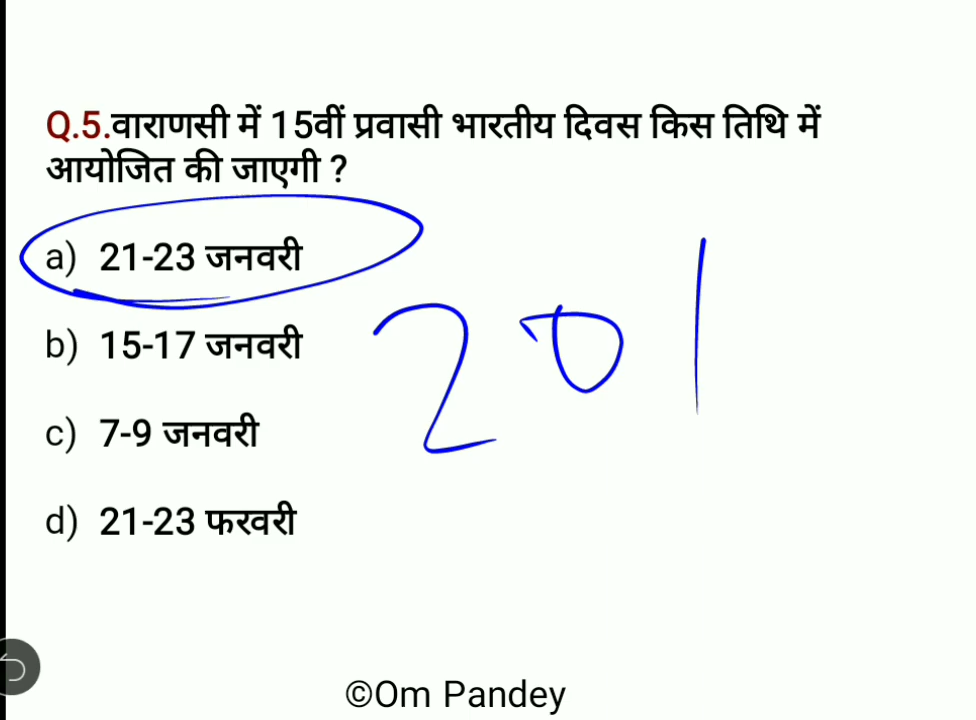 Q.5.वाराणसी में 15वीं प्रवासी भारतीय दिवस किस तिथि में
आयोजित की जाएगी ?
a) 21-23 जनवरी
b) 15-17 जनवरी
201
c) 7-9 जनवरी
d) 21-23 फरवरी
©Om Pandey